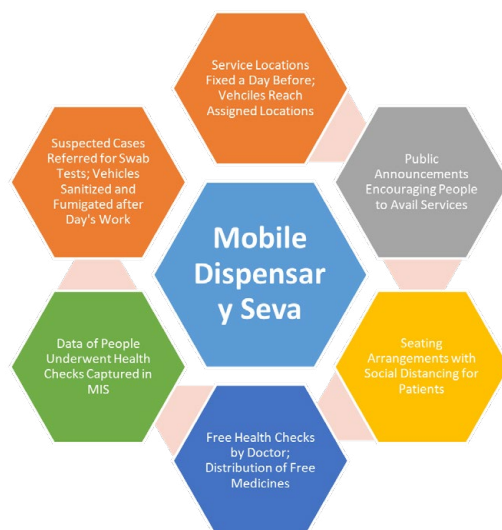 Service Locations
Fixed a Day Before;
Vehciles Reach
Assigned Locations
Public
Announcements
Encouraging People
to Avail Services
Seating
Arrangements with
Social Distancing for
Patients
Free Health Checks
by Doctor;
Distribution of Free
Medicines
Data of People
Underwent Health
Checks Captured in
MIS
Suspected Cases
Referred for Swab
Tests; Vehicles
Sanitized and
Fumigated after
Day's Work
Mobile
Dispensar
y Seva